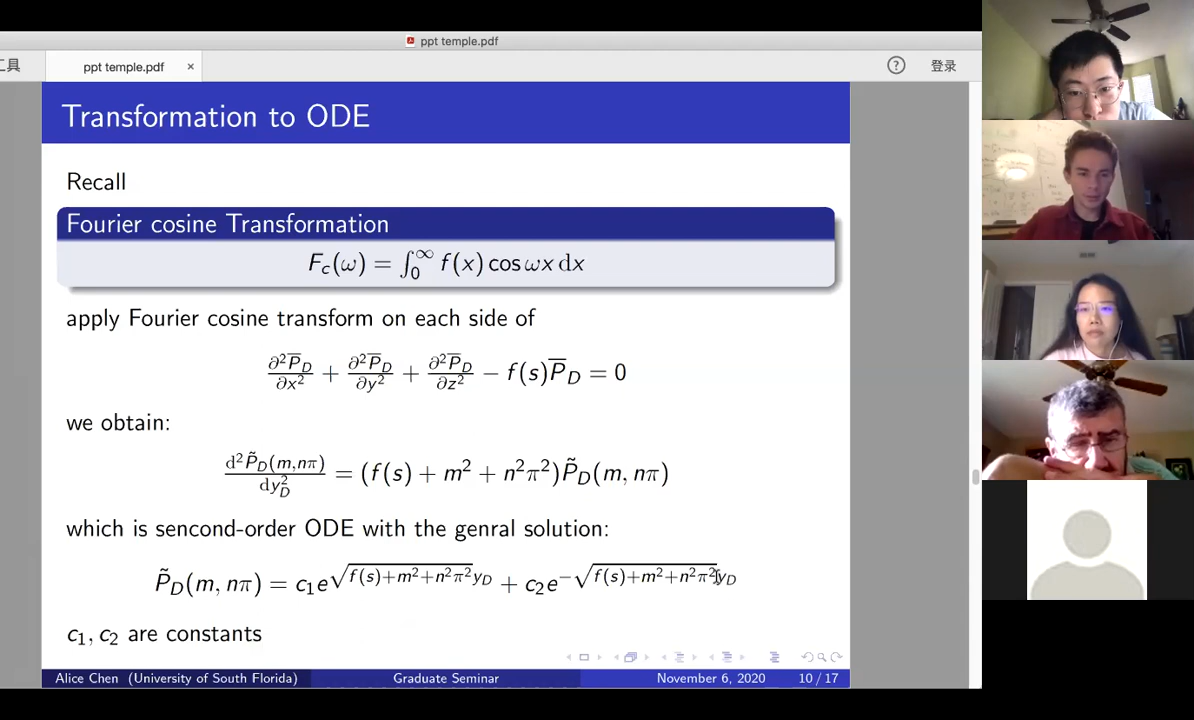 ppt temple.pdf
工具
ppt temple.pdf ×
? 登录
Transformation to ODE
Recall
Fourier cosine Transformation
F_c(ω) = ∫_0^∞ f(x) cos ωx dx
apply Fourier cosine transform on each side of
∂²P̅_D/∂x² + ∂²P̅_D/∂y² + ∂²P̅_D/∂z² − f(s)P̅_D = 0
we obtain:
d²P̃_D(m,nπ)/dy_D² = (f(s) + m² + n²π²)P̃_D(m, nπ)
which is sencond-order ODE with the genral solution:
P̃_D(m, nπ) = c₁e^{√(f(s)+m²+n²π²) y_D} + c₂e^{−√(f(s)+m²+n²π²) y_D}
c₁, c₂ are constants
Alice Chen (University of South Florida) Graduate Seminar November 6, 2020 10 / 17